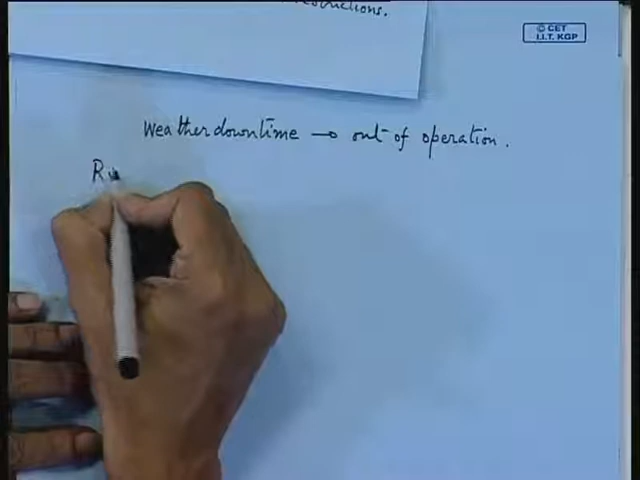 © CET
I.I.T. KGP
Weather downtime → out of operation.